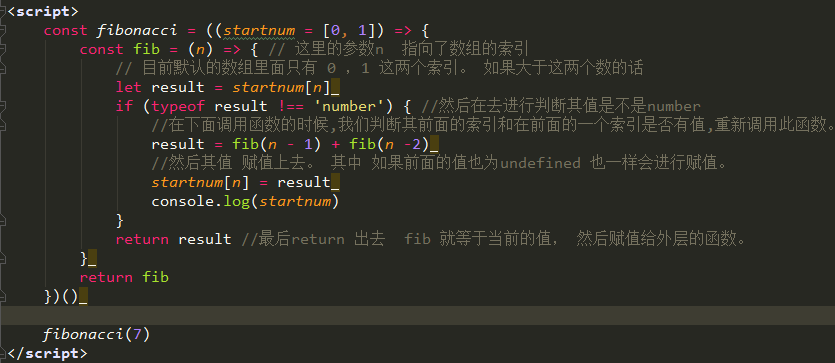 <script>
const fibonacci = ((startnum = [0, 1]) => {
const fib = (n) => { // 这里的参数n 指向了数组的索引
// 目前默认的数组里面只有 0 , 1 这两个索引。 如果大于这两个数的话
let result = startnum[n]
if (typeof result !== 'number') { //然后在去进行判断其值是不是number
//在下面调用函数的时候,我们判断其前面的索引和在前面的一个索引是否有值,重新调用此函数。
result = fib(n - 1) + fib(n -2)
//然后其值 赋值上去。 其中 如果前面的值也为undefined 也一样会进行赋值。
startnum[n] = result
console.log(startnum)
}
return result //最后return 出去 fib 就等于当前的值, 然后赋值给外层的函数。
}
return fib
})()
fibonacci(7)
</script>